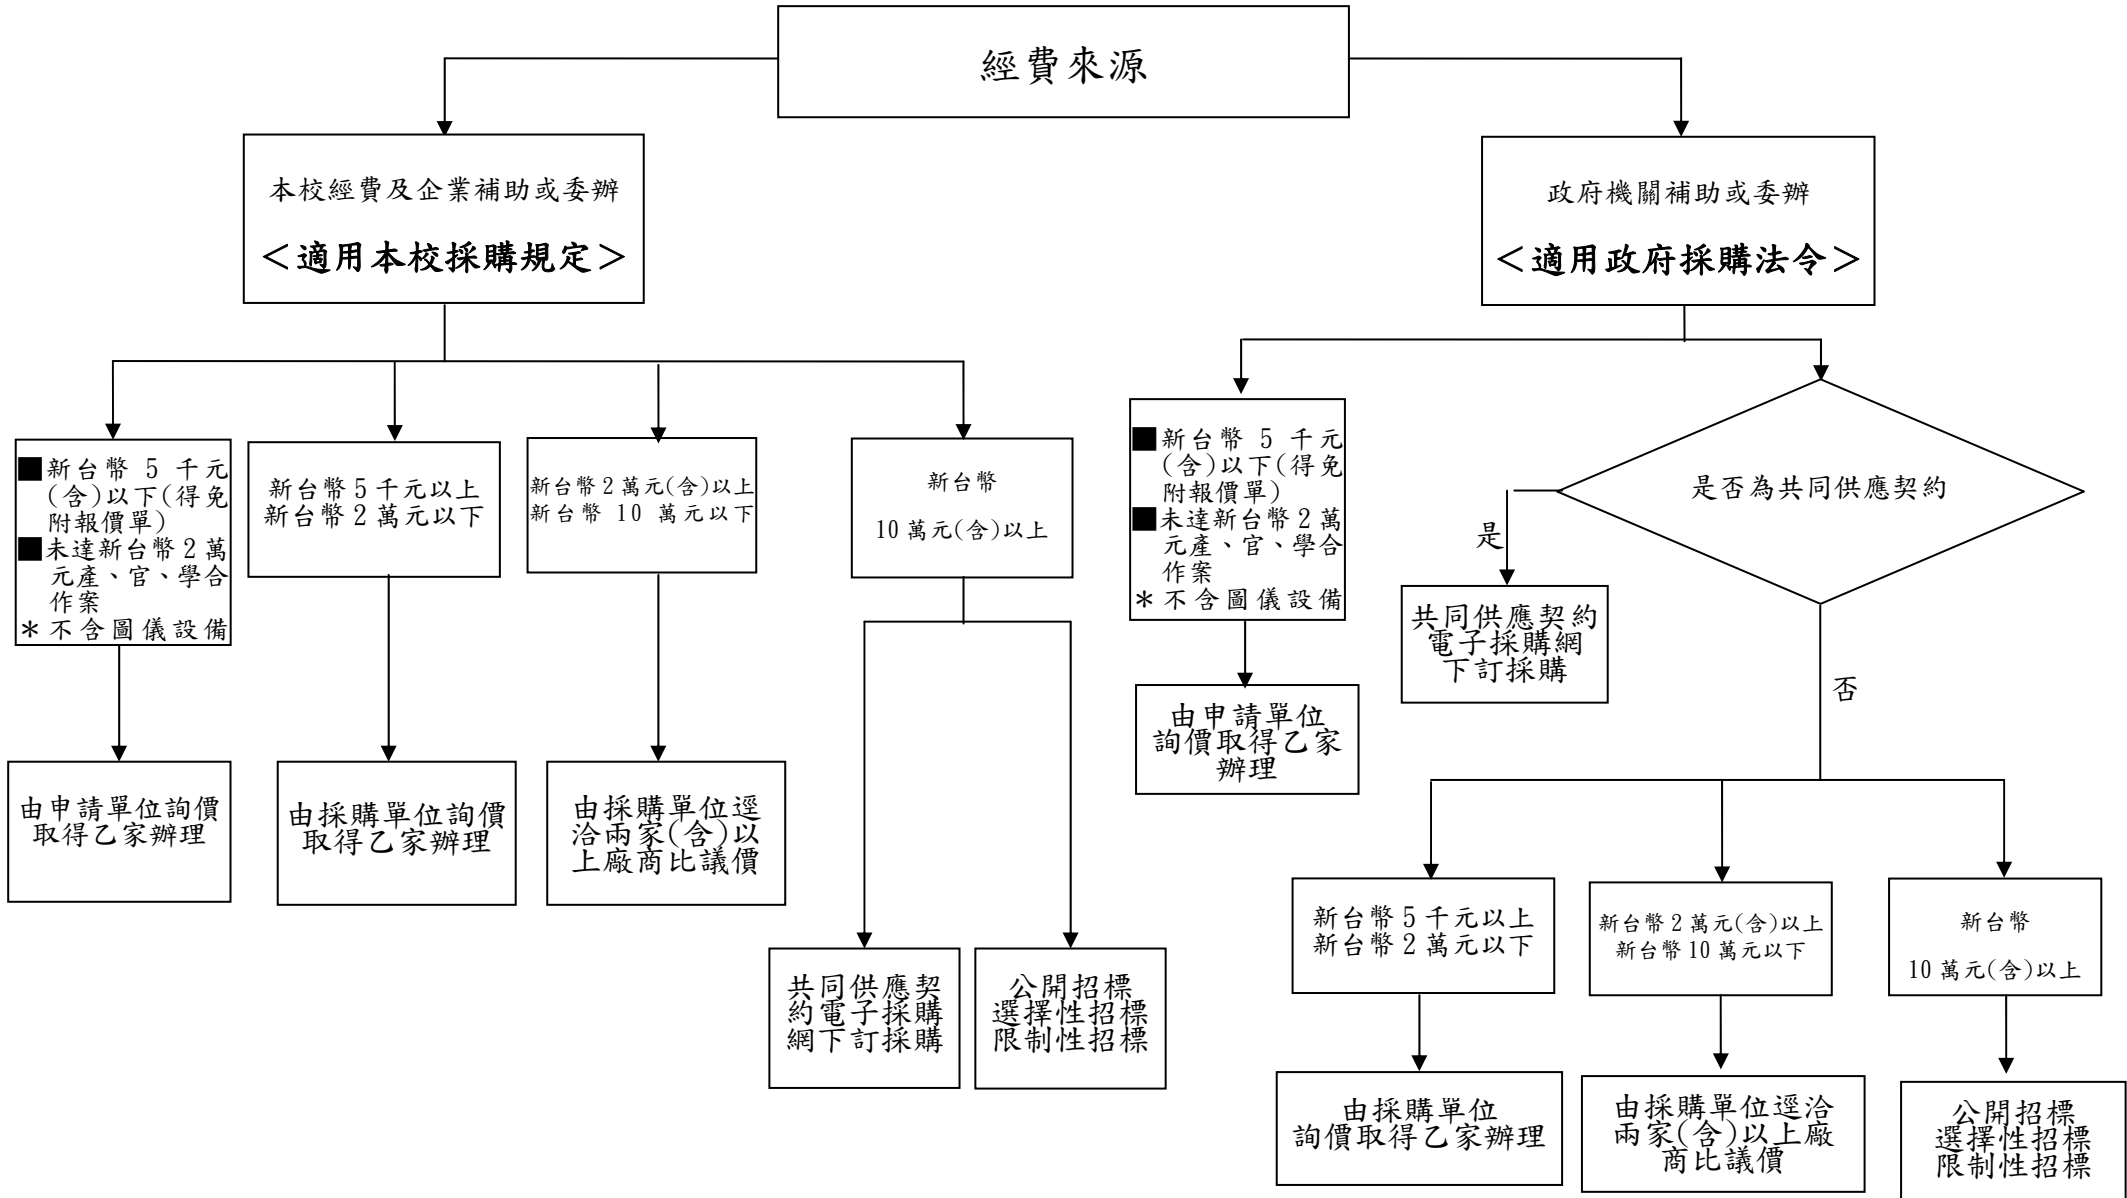 經費來源
本校經費及企業補助或委辦
＜適用本校採購規定＞
政府機關補助或委辦
＜適用政府採購法令＞
■新台幣 5 千元
(含)以下(得免
附報價單)
■未達新台幣 2 萬
元產、官、學合
作案
＊不含圖儀設備
新台幣 5 千元以上
新台幣 2 萬元以下
新台幣 2 萬元(含)以上
新台幣 10 萬元以下
新台幣
10 萬元(含)以上
■新台幣 5 千元
(含)以下(得免
附報價單)
■未達新台幣 2 萬
元產、官、學合
作案
＊不含圖儀設備
是否為共同供應契約
是
共同供應契約
電子採購網
下訂採購
否
由申請單位
詢價取得乙家
辦理
由申請單位詢價
取得乙家辦理
由採購單位詢價
取得乙家辦理
由採購單位逕
洽兩家(含)以
上廠商比議價
共同供應契
約電子採購
網下訂採購
公開招標
選擇性招標
限制性招標
新台幣 5 千元以上
新台幣 2 萬元以下
新台幣 2 萬元(含)以上
新台幣 10 萬元以下
新台幣
10 萬元(含)以上
由採購單位
詢價取得乙家辦理
由採購單位逕洽
兩家(含)以上廠
商比議價
公開招標
選擇性招標
限制性招標